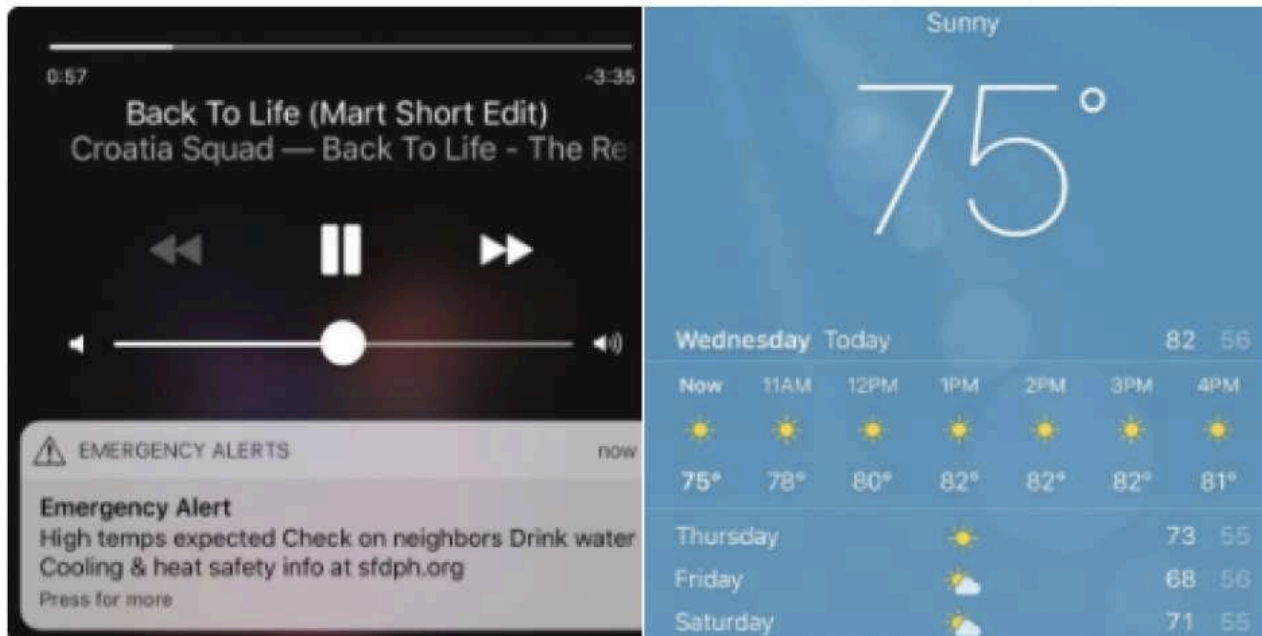 0:57 -3:35
Back To Life (Mart Short Edit)
Croatia Squad — Back To Life - The Re
EMERGENCY ALERTS now
Emergency Alert
High temps expected Check on neighbors Drink water
Cooling & heat safety info at sfdph.org
Press for more
Sunny
75°
Wednesday Today 82 56
Now 11AM 12PM 1PM 2PM 3PM 4PM
75° 78° 80° 82° 82° 82° 81°
Thursday 73 55
Friday 68 56
Saturday 71 55